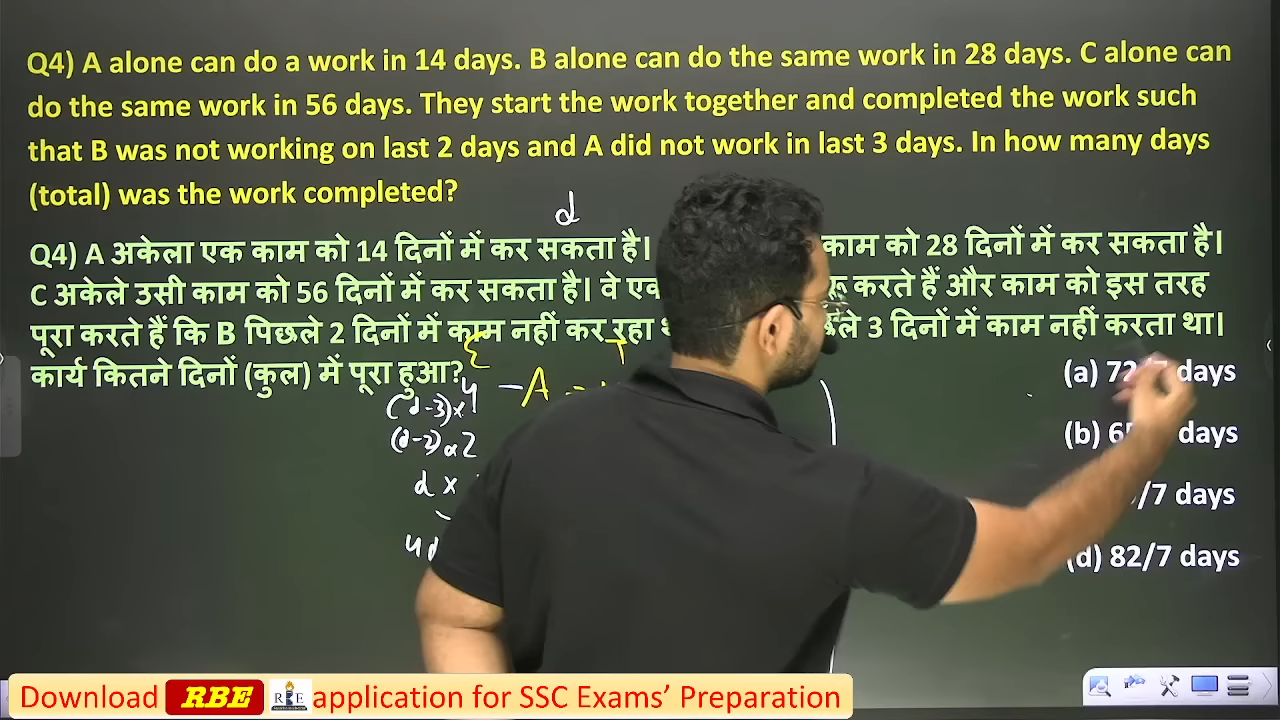 Q4) A alone can do a work in 14 days. B alone can do the same work in 28 days. C alone can
do the same work in 56 days. They start the work together and completed the work such
that B was not working on last 2 days and A did not work in last 3 days. In how many days
(total) was the work completed?
d
Q4) A अकेला एक काम को 14 दिनों में कर सकता है। काम को 28 दिनों में कर सकता है।
C अकेले उसी काम को 56 दिनों में कर सकता है। वे करते हैं और काम को इस तरह
पूरा करते हैं कि B पिछले 2 दिनों में काम नहीं कर रहा 3 दिनों में काम नहीं करता था।
कार्य कितने दिनों (कुल) में पूरा हुआ?
(a) days
(d-3)x4
- A
(b) days
(d-2)x2
d x
/7 days
4d
(d) 82/7 days
Download RBE RBE application for SSC Exams' Preparation